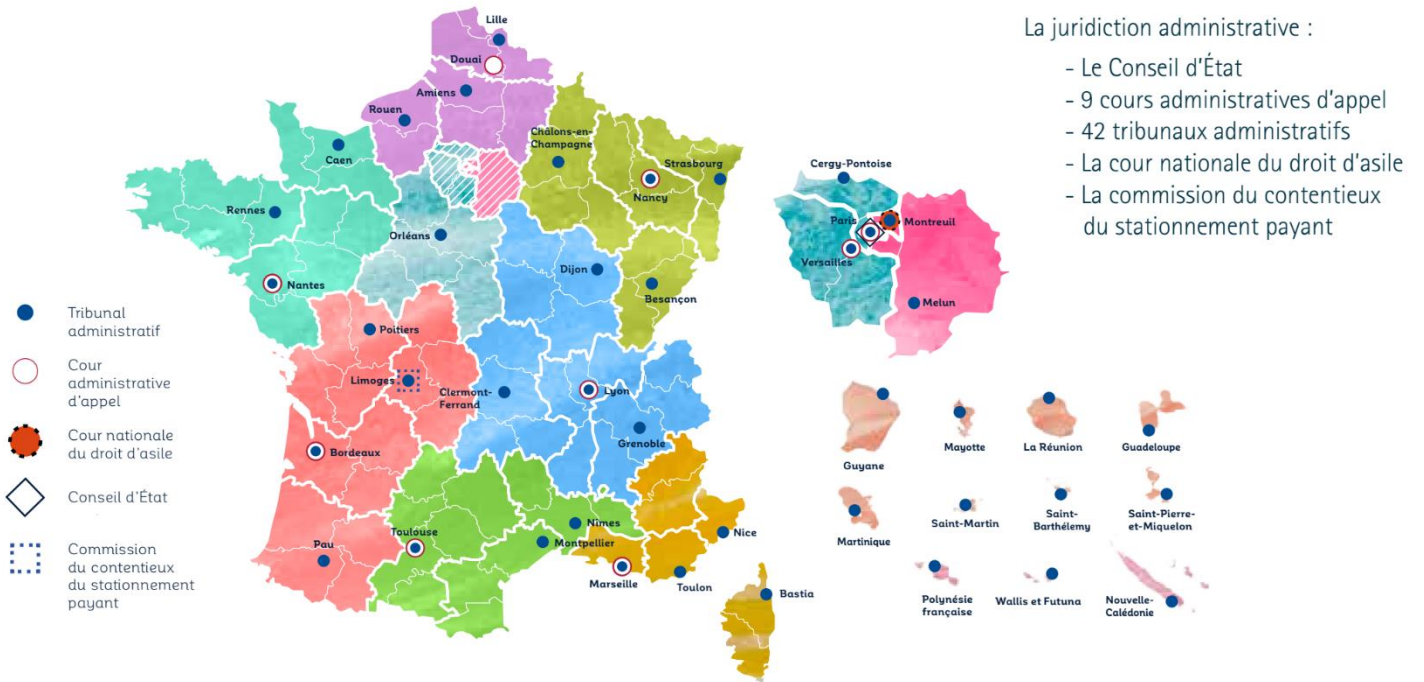 Lille
Douai
Amiens
Rouen
Caen
Châlons-en-
Champagne
Strasbourg
Nancy
Rennes
Orléans
Nantes
Dijon
Besançon
Poitiers
Limoges
Clermont-
Ferrand
Lyon
Grenoble
Bordeaux
Toulouse
Pau
Nîmes
Montpellier
Marseille
Toulon
Nice
Bastia
Tribunal
administratif
Cour
administrative
d'appel
Cour nationale
du droit d'asile
Conseil d'État
Commission
du contentieux
du stationnement
payant
Cergy-Pontoise
Paris
Montreuil
Versailles
Melun
La juridiction administrative :
- Le Conseil d'État
- 9 cours administratives d'appel
- 42 tribunaux administratifs
- La cour nationale du droit d'asile
- La commission du contentieux
du stationnement payant
Guyane
Mayotte
La Réunion
Guadeloupe
Martinique
Saint-Martin
Saint-
Barthélemy
Saint-Pierre-
et-Miquelon
Polynésie
française
Wallis et Futuna
Nouvelle-
Calédonie